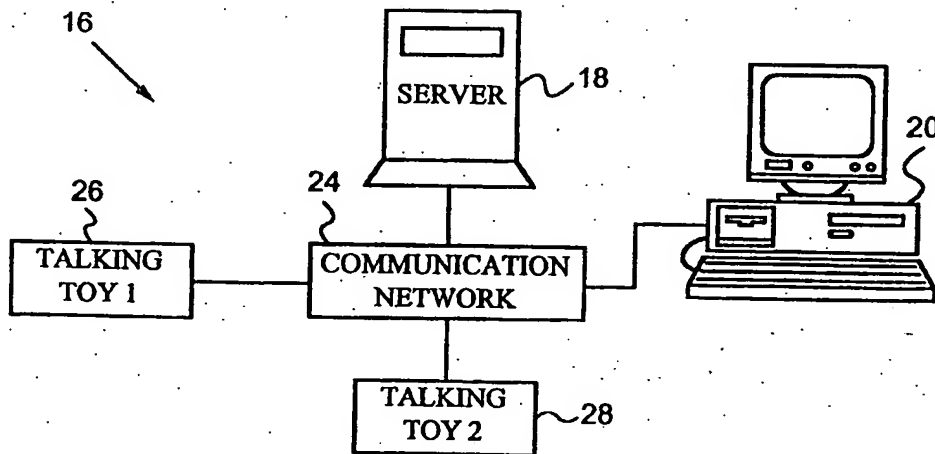 16
SERVER
18
20
26
24
TALKING
TOY 1
COMMUNICATION
NETWORK
TALKING
TOY 2
28